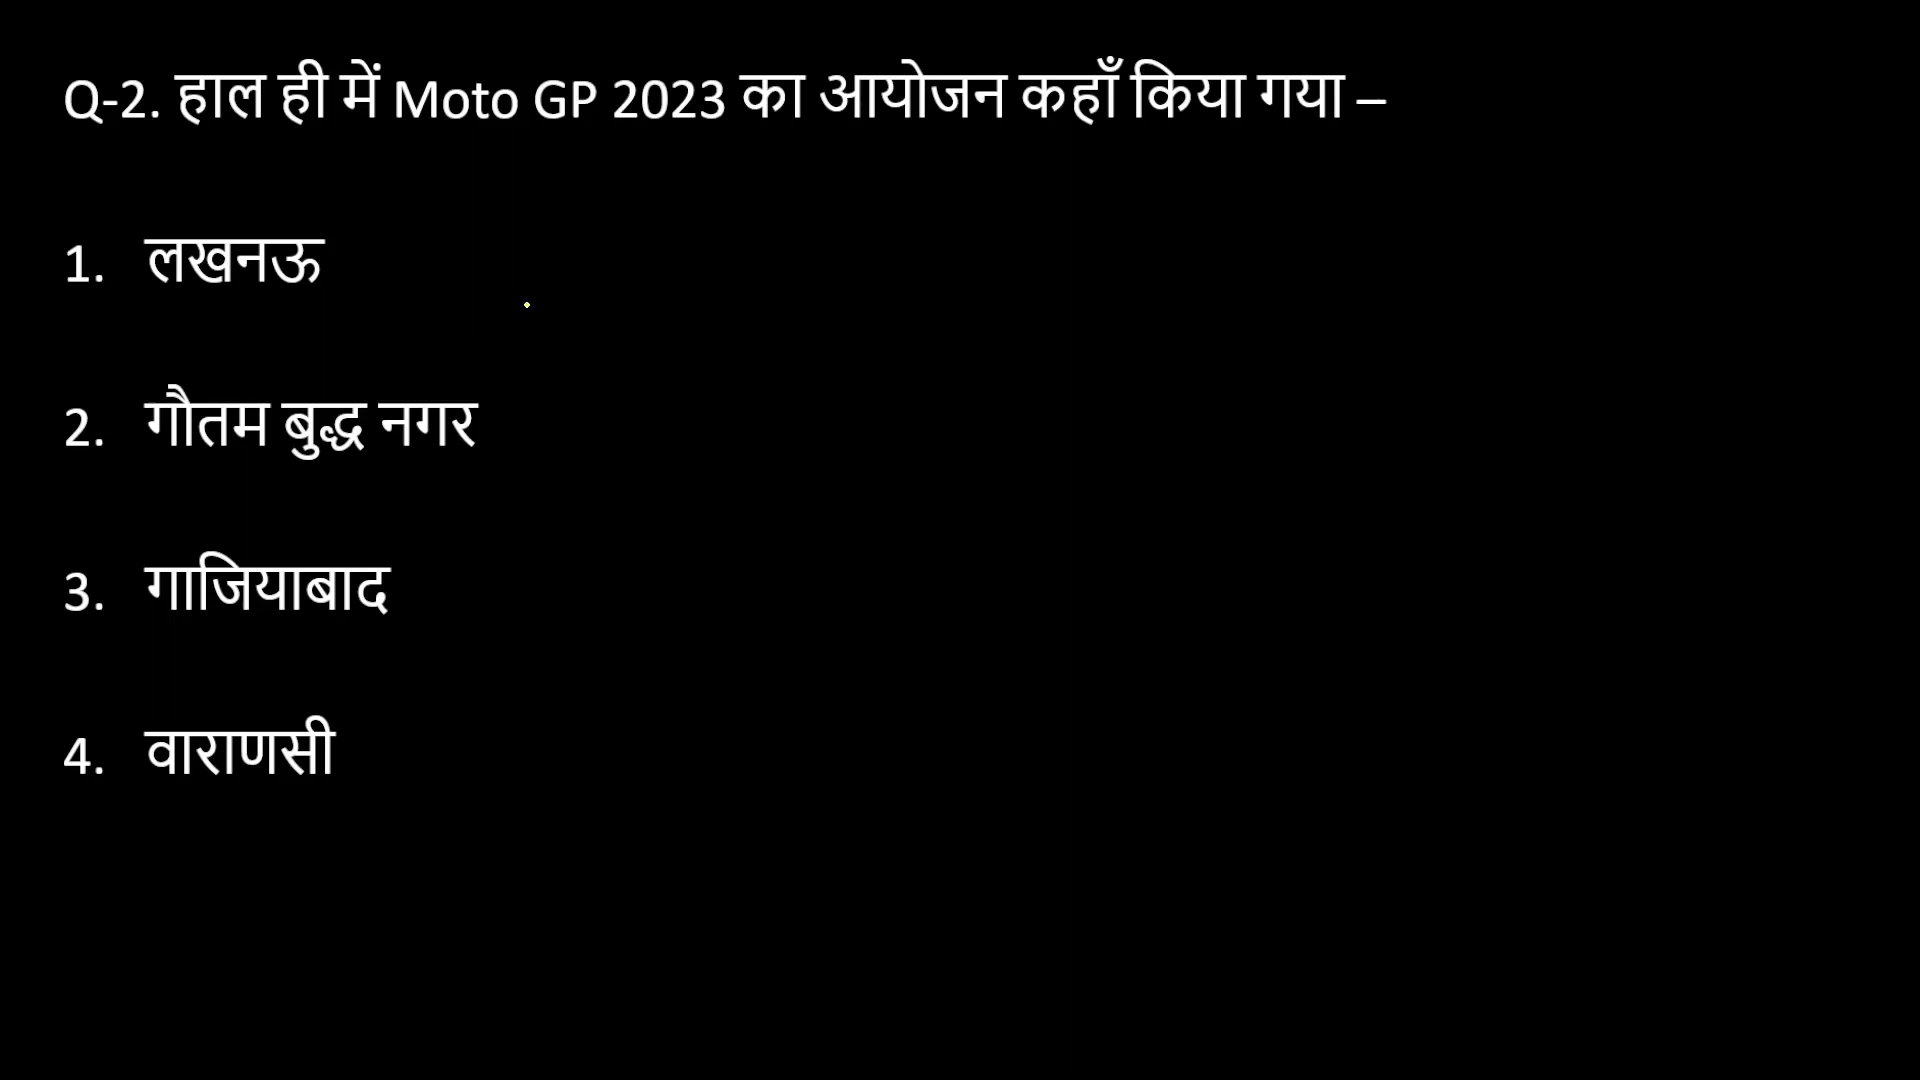 Q-2. हाल ही में Moto GP 2023 का आयोजन कहाँ किया गया –
1. लखनऊ
2. गौतम बुद्ध नगर
3. गाजियाबाद
4. वाराणसी